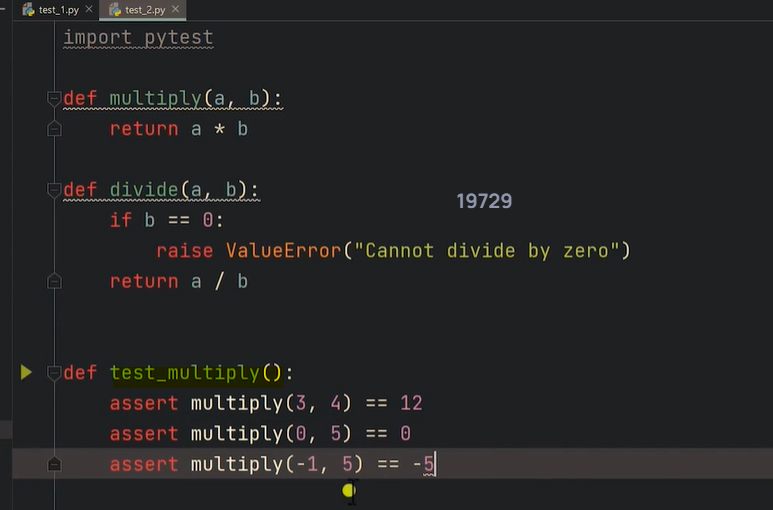 test_1.py test_2.py
import pytest
def multiply(a, b):
    return a * b
def divide(a, b):
19729
    if b == 0:
        raise ValueError("Cannot divide by zero")
    return a / b
def test_multiply():
    assert multiply(3, 4) == 12
    assert multiply(0, 5) == 0
    assert multiply(-1, 5) == -5